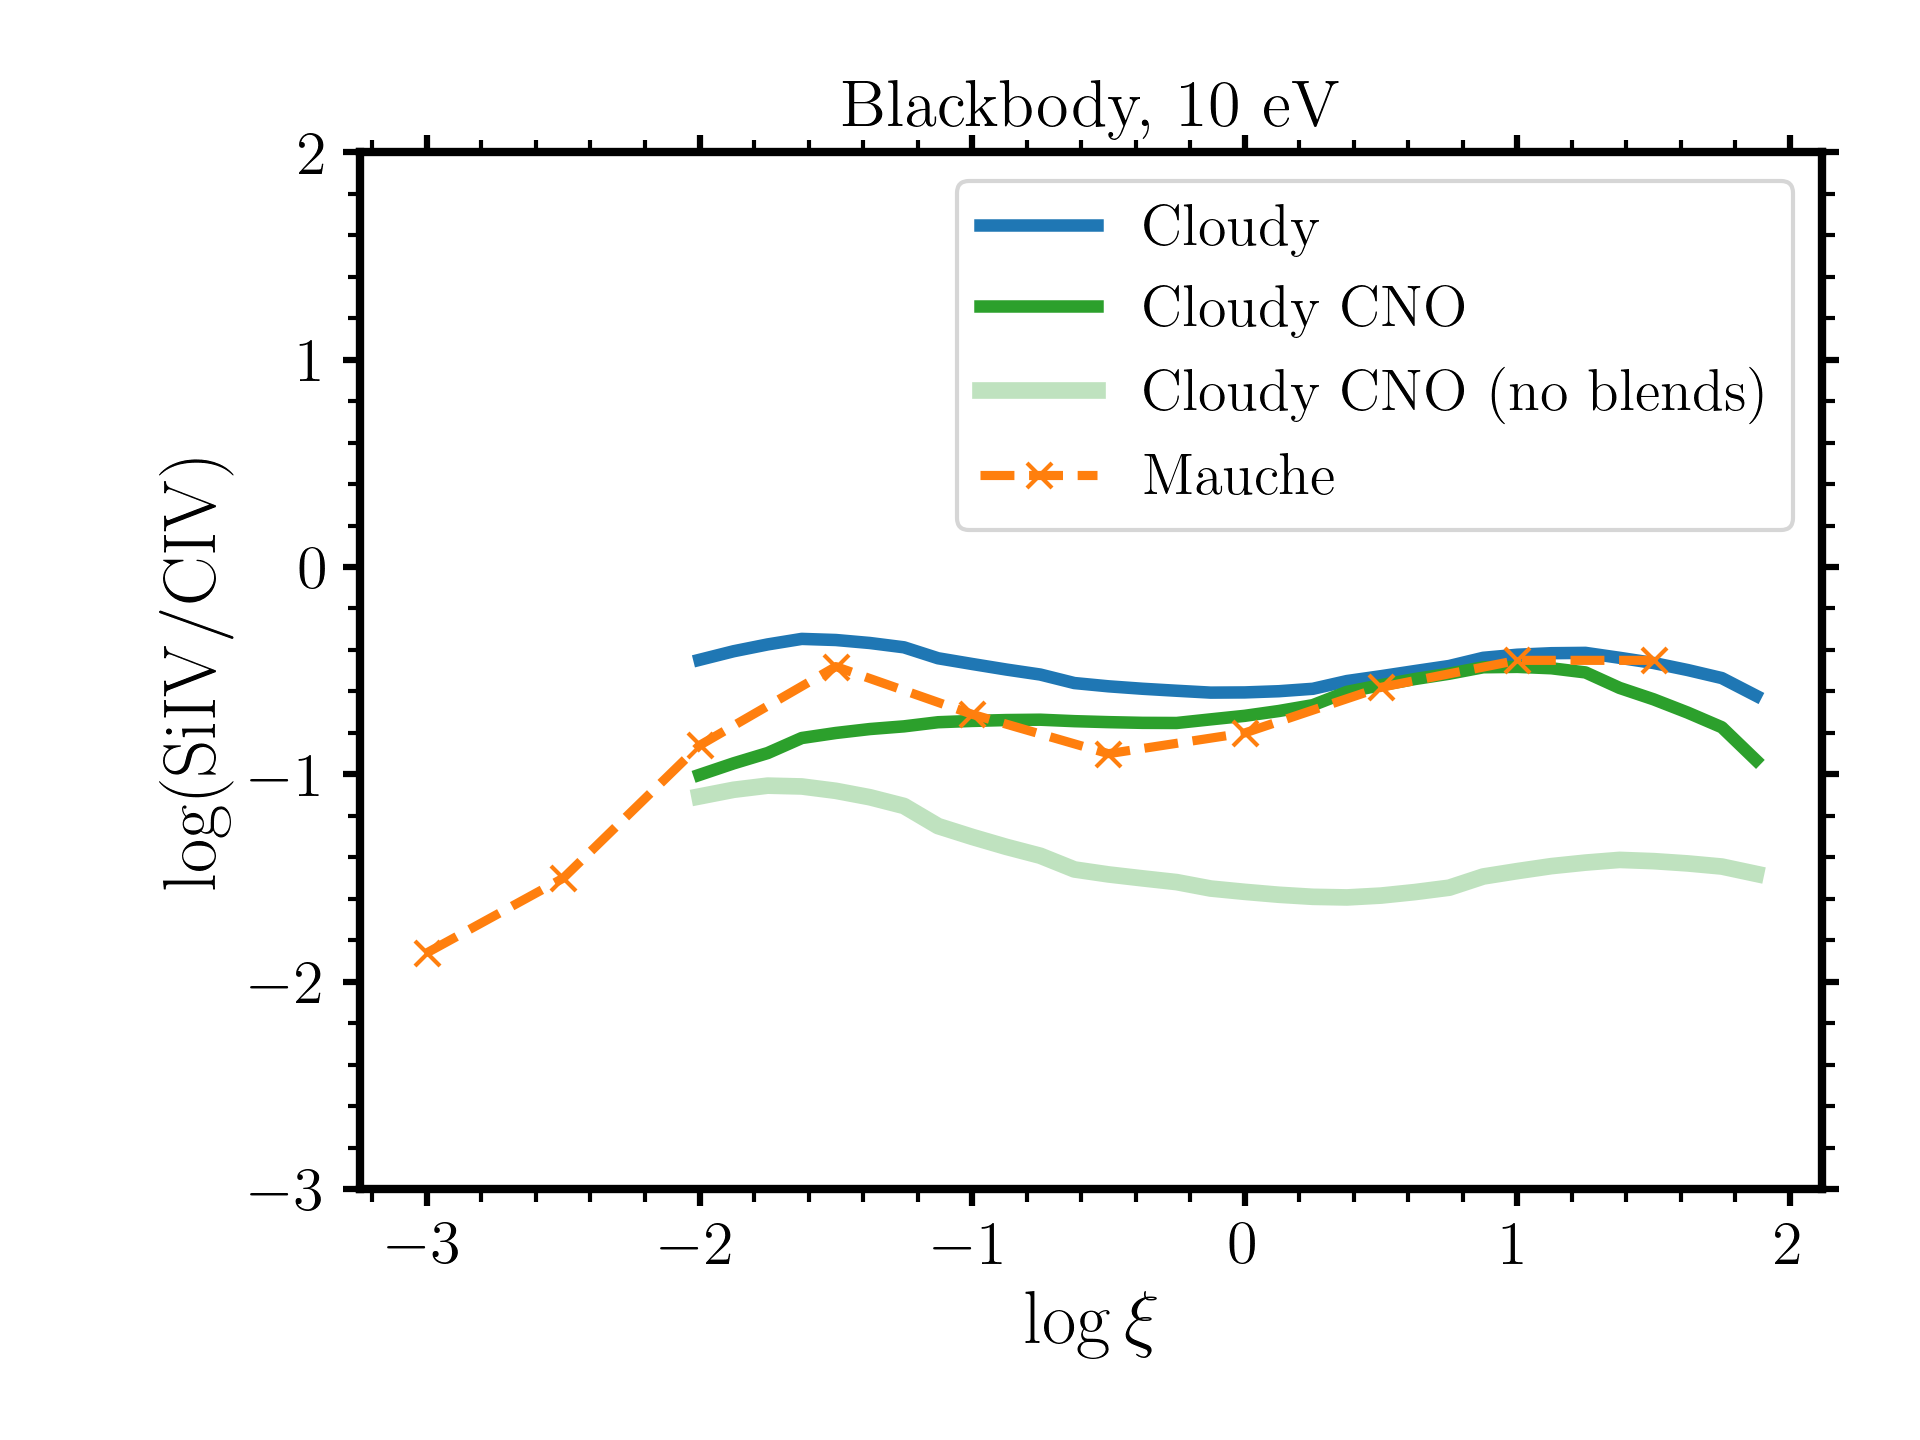 Blackbody, 10 eV
2
1
0
−1
−2
−3
log(SiIV/CIV)
Cloudy
Cloudy CNO
Cloudy CNO (no blends)
Mauche
−3 −2 −1 0 1 2
log ξ